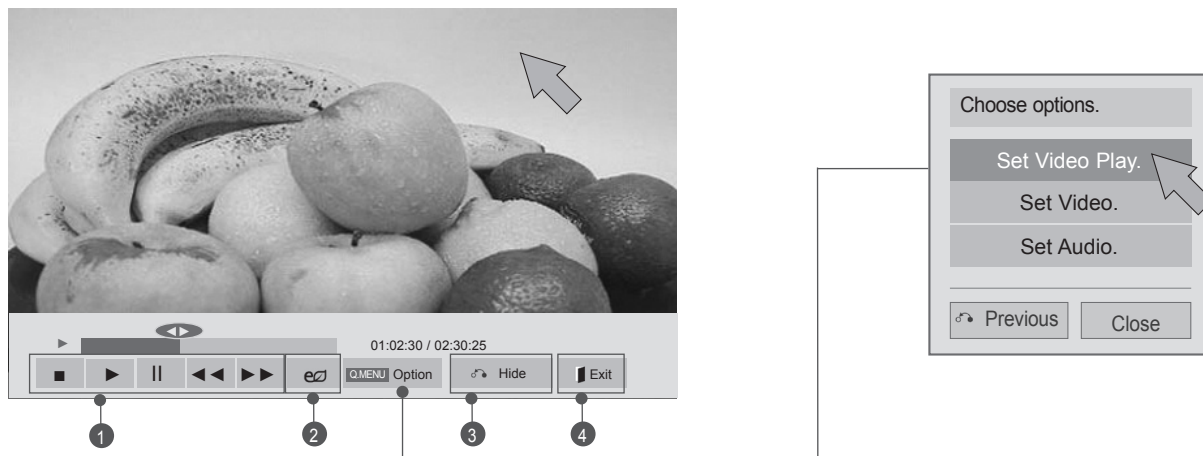 01:02:30 / 02:30:25
■ ► II ◄◄ ►► e Q.MENU Option Hide Exit
1 2 3 4
Choose options.
Set Video Play.
Set Video.
Set Audio.
Previous Close